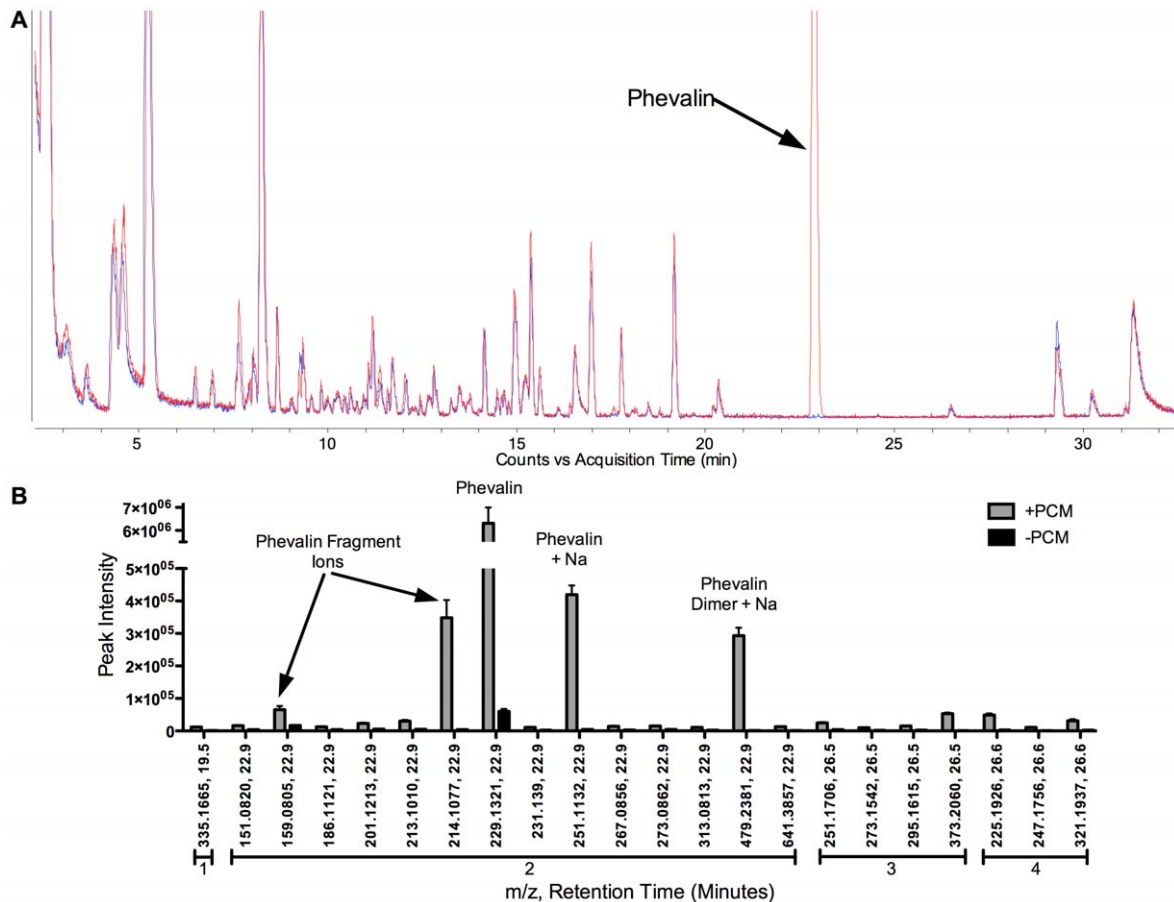 A
Phevalin
5 10 15 20 25 30
Counts vs Acquisition Time (min)
B
Phevalin
+PCM
-PCM
Phevalin Fragment
Ions
Phevalin
+ Na
Phevalin
Dimer + Na
Peak Intensity
7×10⁰⁶
6×10⁰⁶
5×10⁰⁵
4×10⁰⁵
3×10⁰⁵
2×10⁰⁵
1×10⁰⁵
0
335.1665, 19.5
151.0820, 22.9
159.0805, 22.9
186.1121, 22.9
201.1213, 22.9
213.1010, 22.9
214.1077, 22.9
229.1321, 22.9
231.139, 22.9
251.1132, 22.9
267.0856, 22.9
273.0862, 22.9
313.0813, 22.9
479.2381, 22.9
641.3857, 22.9
251.1706, 26.5
273.1542, 26.5
295.1615, 26.5
373.2060, 26.5
225.1926, 26.6
247.1756, 26.6
321.1937, 26.6
1 2 3 4
m/z, Retention Time (Minutes)